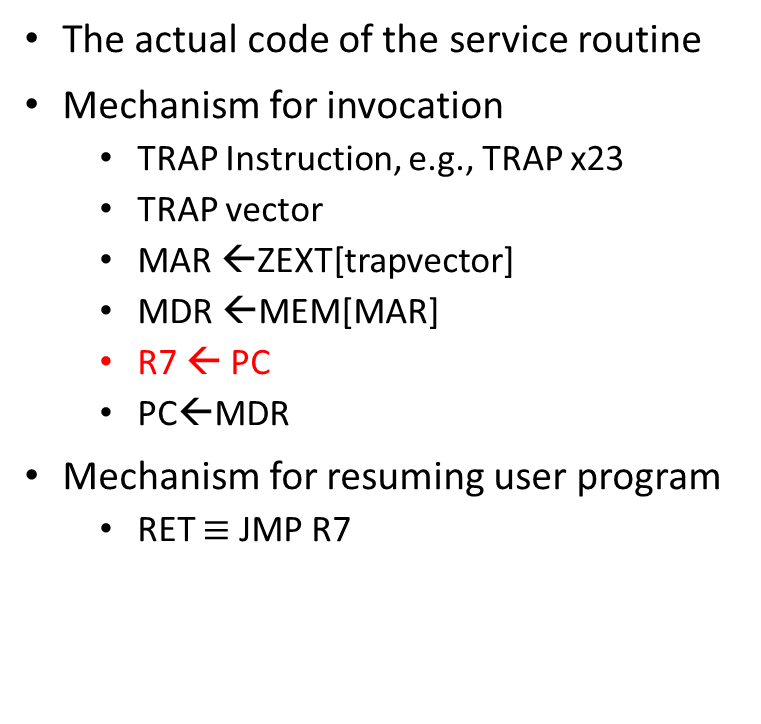 • The actual code of the service routine
• Mechanism for invocation
• TRAP Instruction, e.g., TRAP x23
• TRAP vector
• MAR ←ZEXT[trapvector]
• MDR ←MEM[MAR]
• R7 ← PC
• PC←MDR
• Mechanism for resuming user program
• RET ≡ JMP R7